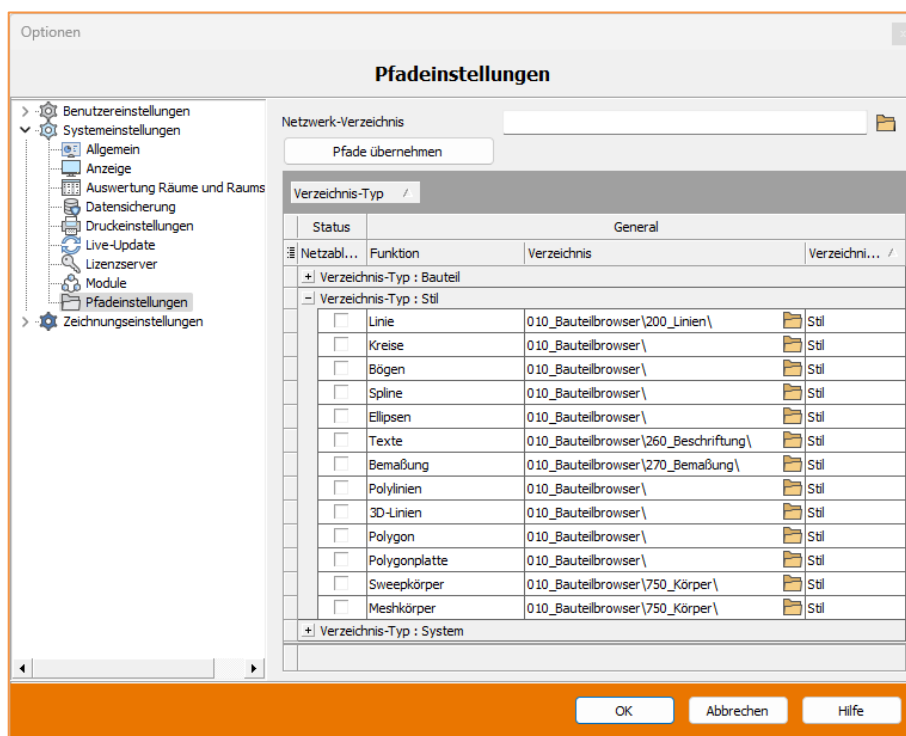 Optionen
Pfadeinstellungen
Benutzereinstellungen
Systemeinstellungen
Allgemein
Anzeige
Auswertung Räume und Raums
Datensicherung
Druckeinstellungen
Live-Update
Lizenzserver
Module
Pfadeinstellungen
Zeichnungseinstellungen
Netzwerk-Verzeichnis
Pfade übernehmen
Verzeichnis-Typ
Status General
Netzabl... Funktion Verzeichnis Verzeichni...
Verzeichnis-Typ : Bauteil
Verzeichnis-Typ : Stil
Linie 010_Bauteilbrowser\200_Linien\ Stil
Kreise 010_Bauteilbrowser\ Stil
Bögen 010_Bauteilbrowser\ Stil
Spline 010_Bauteilbrowser\ Stil
Ellipsen 010_Bauteilbrowser\ Stil
Texte 010_Bauteilbrowser\260_Beschriftung\ Stil
Bemaßung 010_Bauteilbrowser\270_Bemaßung\ Stil
Polylinien 010_Bauteilbrowser\ Stil
3D-Linien 010_Bauteilbrowser\ Stil
Polygon 010_Bauteilbrowser\ Stil
Polygonplatte 010_Bauteilbrowser\ Stil
Sweepkörper 010_Bauteilbrowser\750_Körper\ Stil
Meshkörper 010_Bauteilbrowser\750_Körper\ Stil
Verzeichnis-Typ : System
OK Abbrechen Hilfe